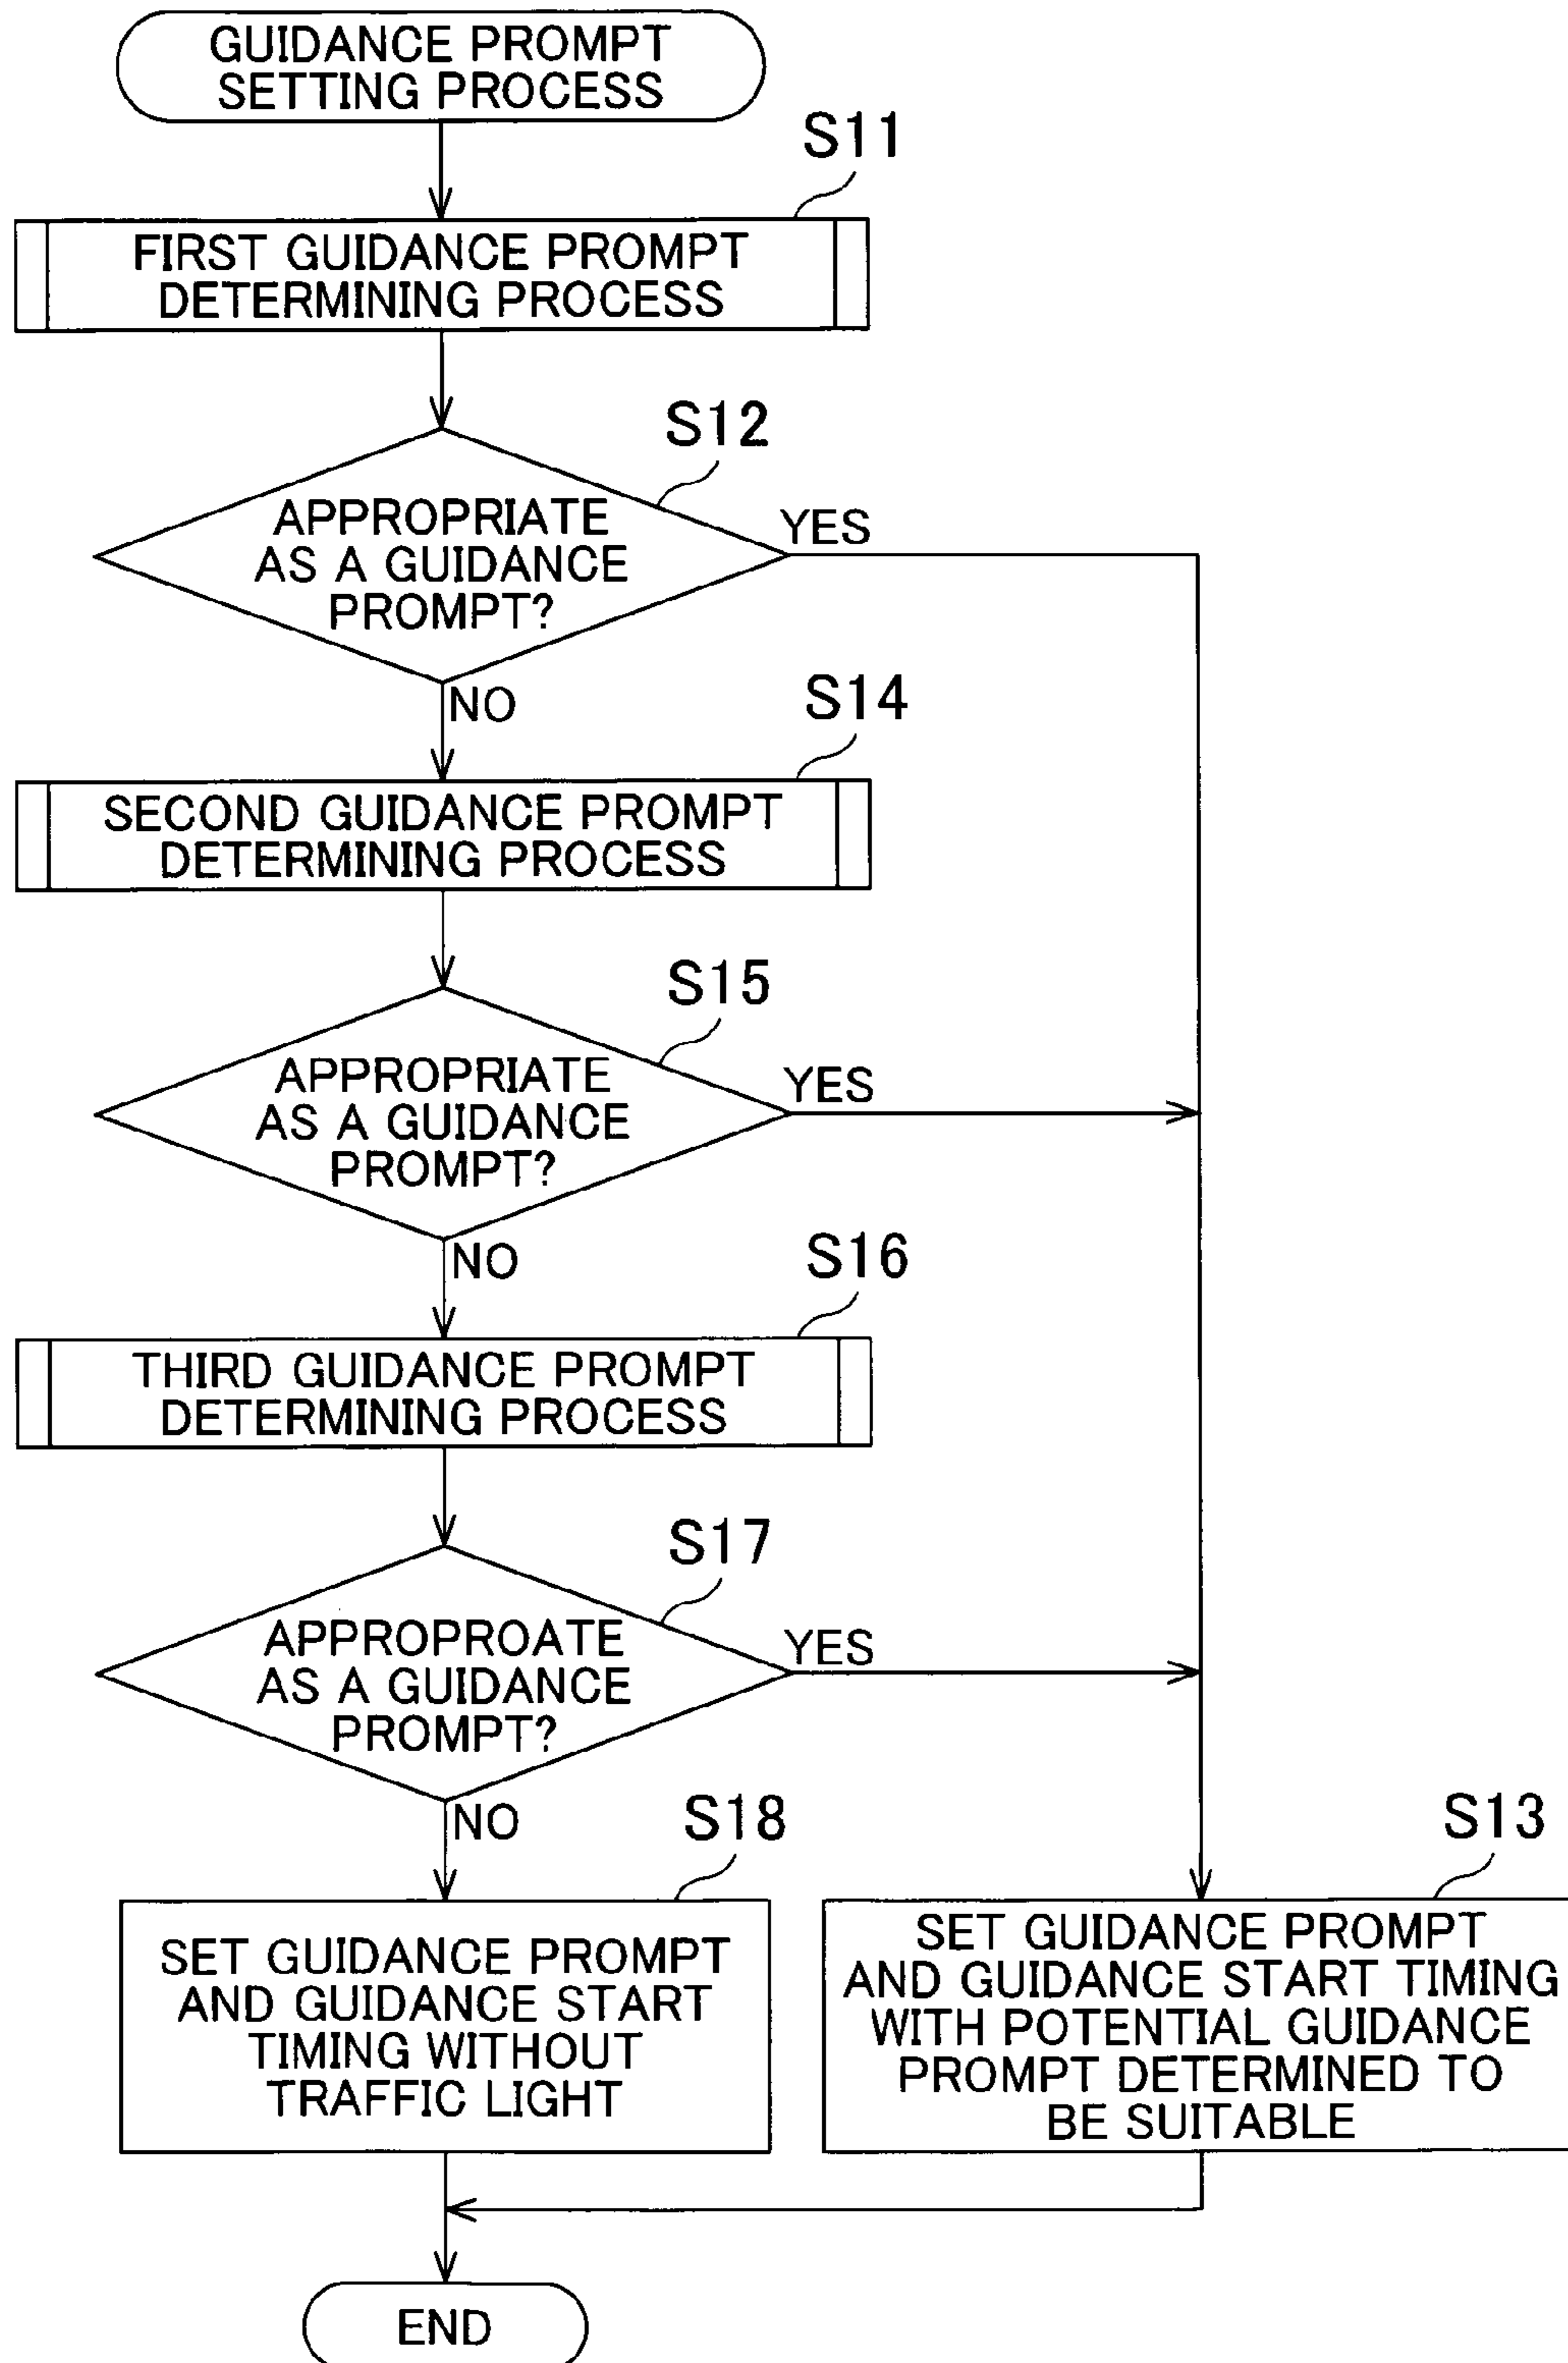 GUIDANCE PROMPT
SETTING PROCESS
S11
FIRST GUIDANCE PROMPT
DETERMINING PROCESS
S12
APPROPRIATE
AS A GUIDANCE
PROMPT?
YES
NO
S14
SECOND GUIDANCE PROMPT
DETERMINING PROCESS
S15
APPROPRIATE
AS A GUIDANCE
PROMPT?
YES
NO
S16
THIRD GUIDANCE PROMPT
DETERMINING PROCESS
S17
APPROPROATE
AS A GUIDANCE
PROMPT?
YES
NO
S18
SET GUIDANCE PROMPT
AND GUIDANCE START
TIMING WITHOUT
TRAFFIC LIGHT
S13
SET GUIDANCE PROMPT
AND GUIDANCE START TIMING
WITH POTENTIAL GUIDANCE
PROMPT DETERMINED TO
BE SUITABLE
END